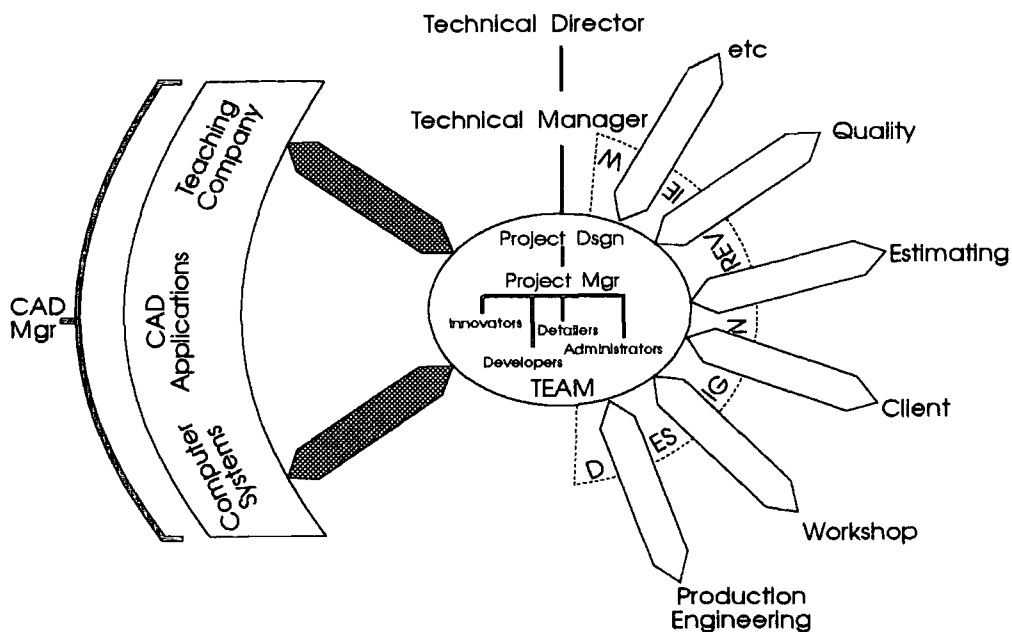 Technical Director
Technical Manager
etc
Quality
Estimating
Client
Workshop
Production
Engineering
D
ES
IG
N
REV
IE
W
Project Dsgn
Project Mgr
Innovators
Detailers
Developers
Administrators
TEAM
Teaching
Company
CAD
Applications
Computer
Systems
CAD
Mgr